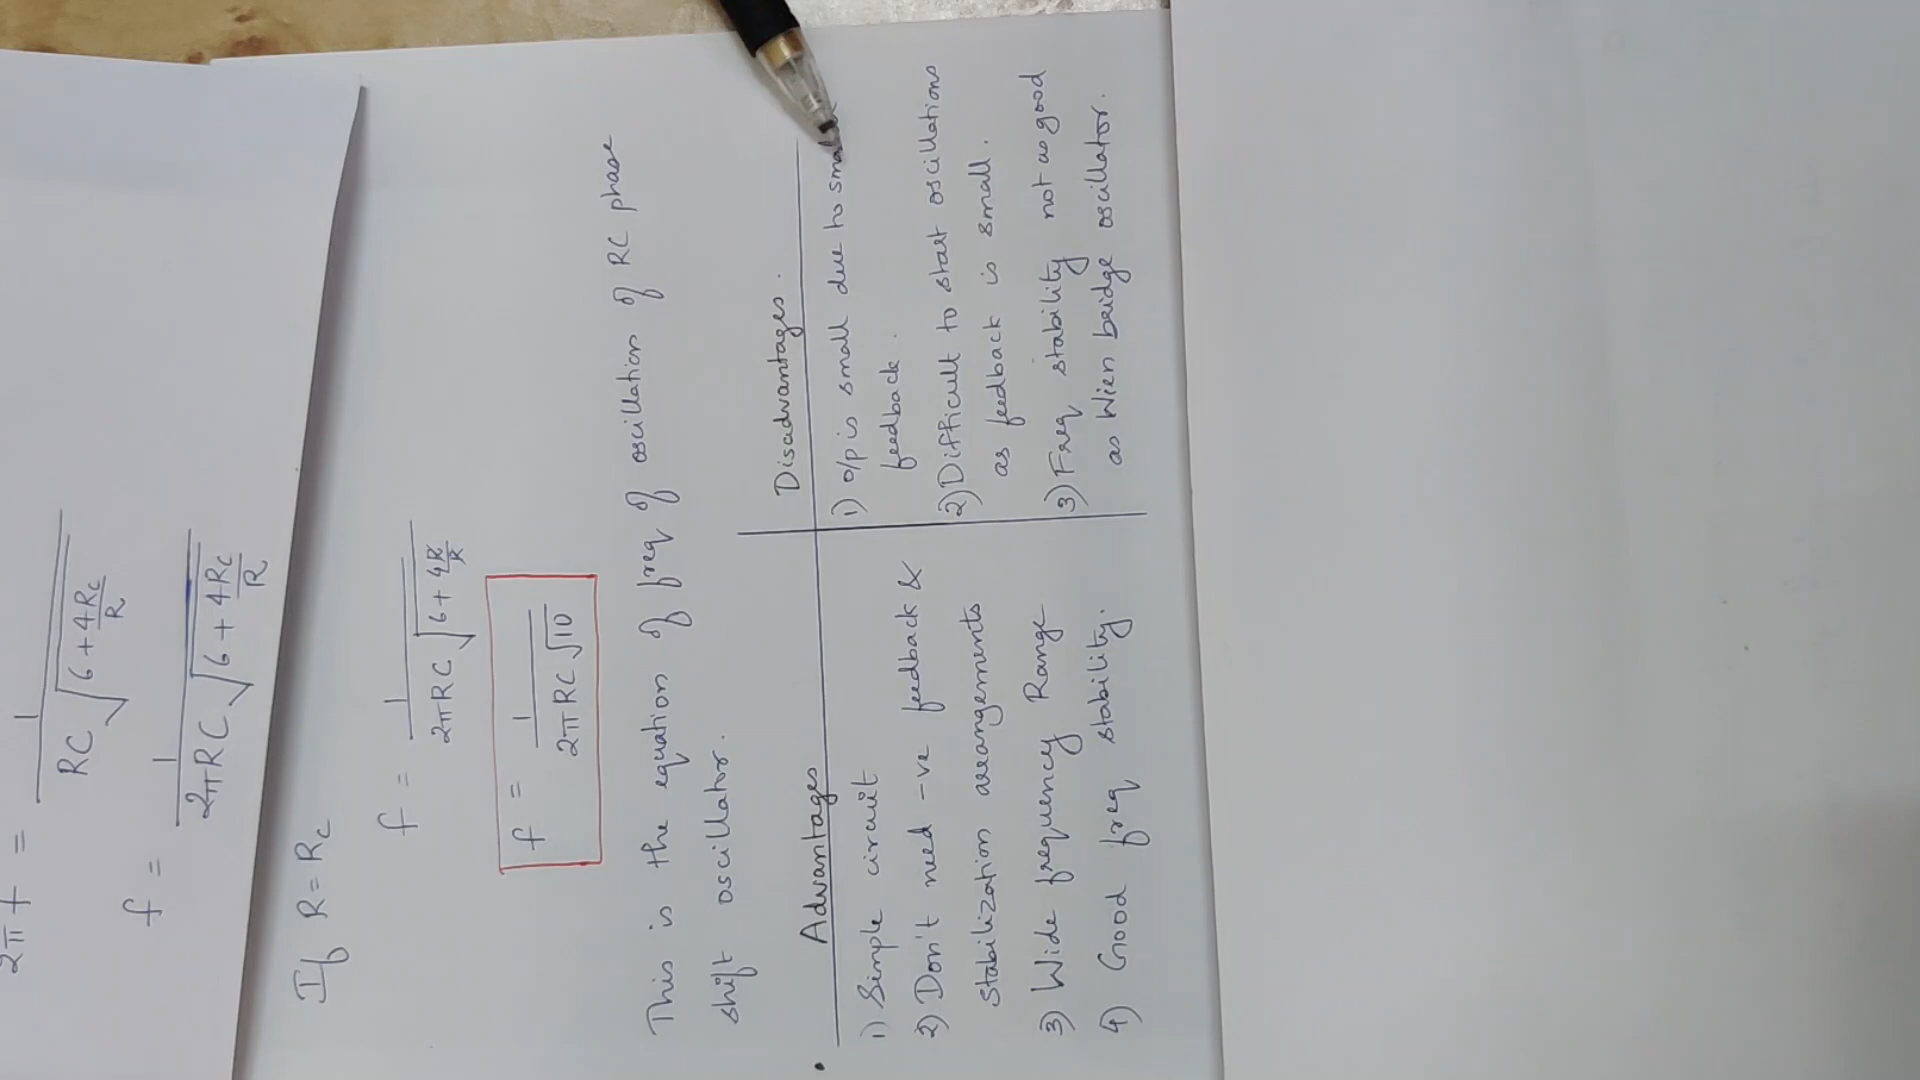 2πf = 1 / RC √(6 + 4Rc/R)
f = 1 / 2πRC √(6 + 4Rc/R)
If R = Rc
f = 1 / 2πRC √(6 + 4R/R)
f = 1 / 2πRC √10
This is the equation of freq of oscillation of RC phase
shift oscillator.
Advantages
1) Simple circuit
2) Don't need -ve feedback &
stabilization arrangements
3) Wide frequency Range
4) Good freq stability.
Disadvantages.
1) o/p is small due to
feedback.
2) Difficult to start oscillations
as feedback is small.
3) Freq stability not as good
as Wien bridge oscillator.